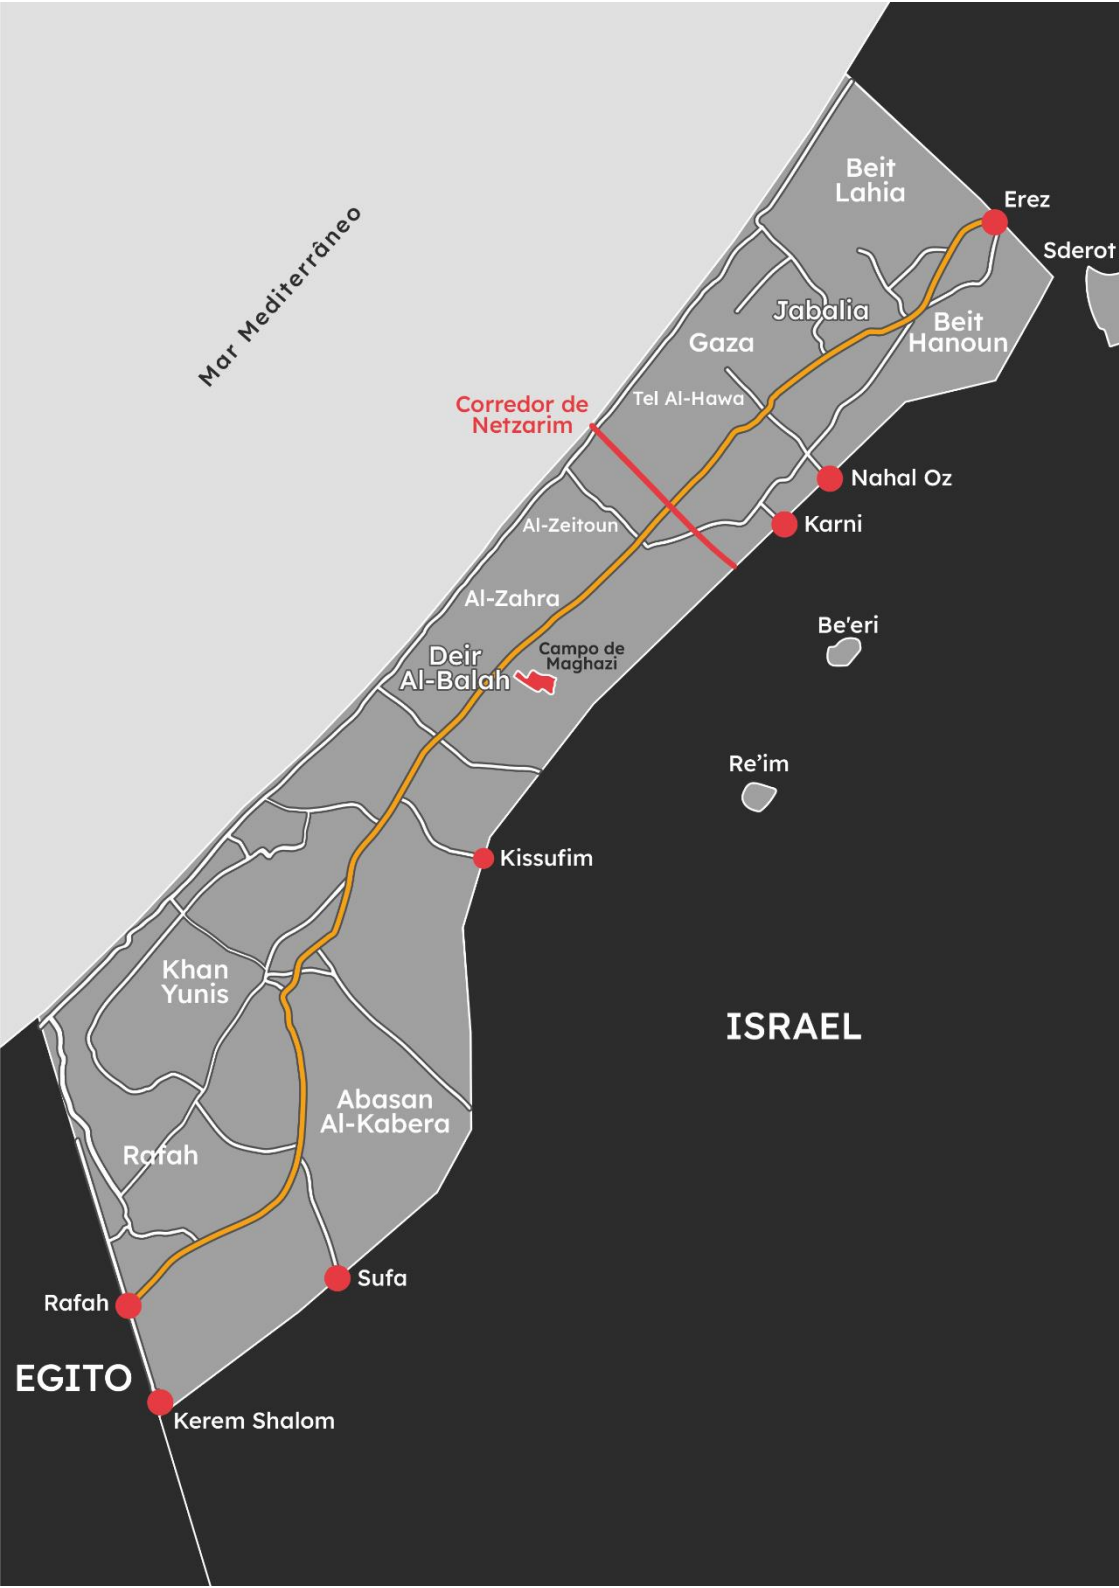 Beit
Lahia
Erez
Sderot
Mar Mediterrâneo
Jabalia
Beit
Hanoun
Gaza
Tel Al-Hawa
Corredor de
Netzarim
Nahal Oz
Al-Zeitoun
Karni
Al-Zahra
Be'eri
Deir
Al-Balah
Campo de
Maghazi
Re’im
Kissufim
Khan
Yunis
ISRAEL
Abasan
Al-Kabera
Rafah
Sufa
Rafah
EGITO
Kerem Shalom